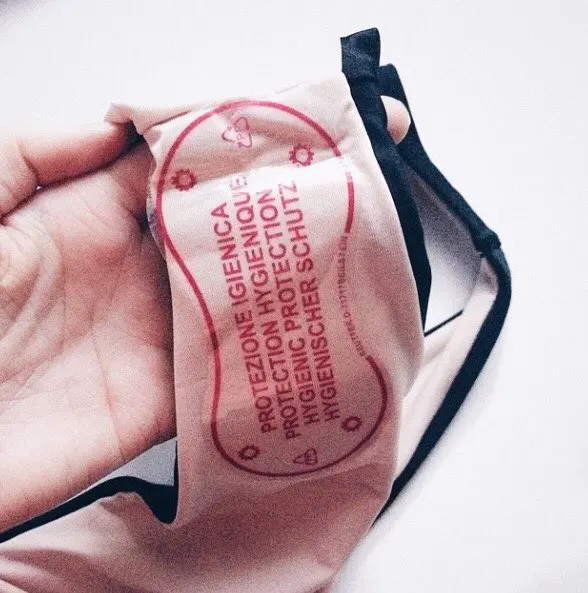 PROTEZIONE IGIENICA
PROTECTION HYGIENIQUE
HYGIENIC PROTECTION
HYGIENISCHER SCHUTZ